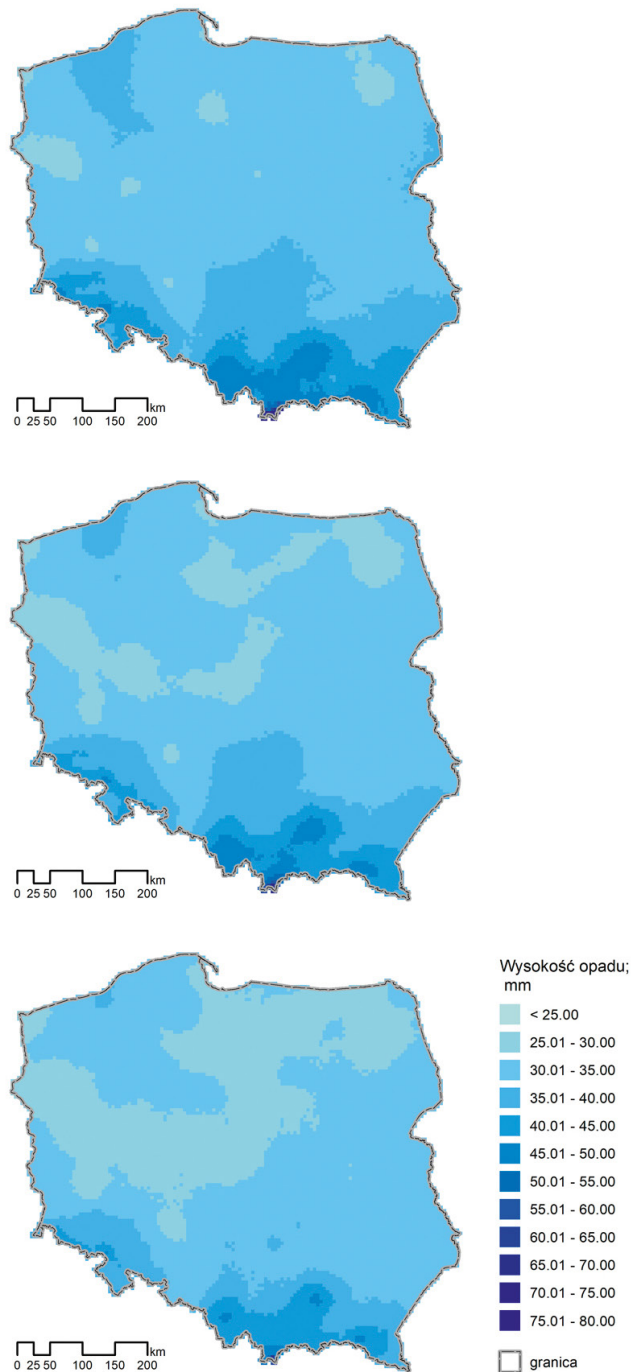 km
0 25 50 100 150 200
km
0 25 50 100 150 200
Wysokość opadu;
mm
< 25.00
25.01 - 30.00
30.01 - 35.00
35.01 - 40.00
40.01 - 45.00
45.01 - 50.00
50.01 - 55.00
55.01 - 60.00
60.01 - 65.00
65.01 - 70.00
70.01 - 75.00
75.01 - 80.00
granica
km
0 25 50 100 150 200